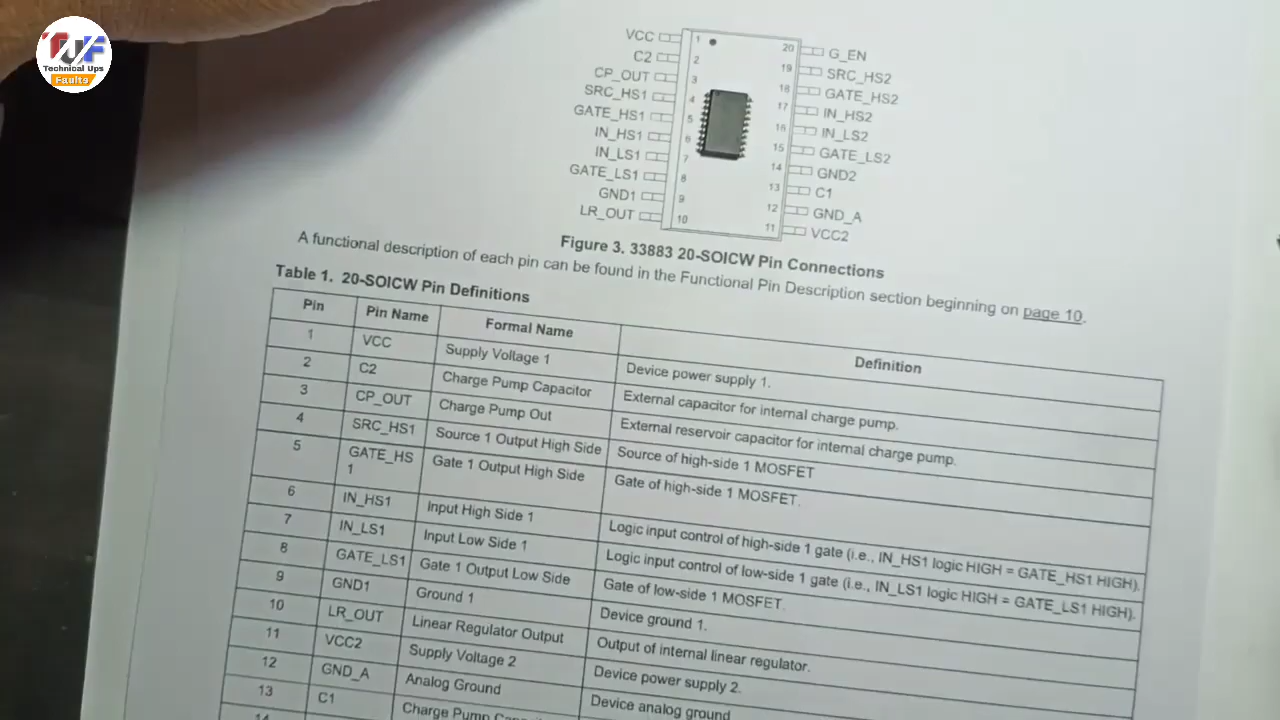 TUF
Technical Ups
Faults
VCC 1 20 G_EN
C2 2 19 SRC_HS2
CP_OUT 3 18 GATE_HS2
SRC_HS1 4 17 IN_HS2
GATE_HS1 5 16 IN_LS2
IN_HS1 6 15 GATE_LS2
IN_LS1 7 14 GND2
GATE_LS1 8 13 C1
GND1 9 12 GND_A
LR_OUT 10 11 VCC2
Figure 3. 33883 20-SOICW Pin Connections
A functional description of each pin can be found in the Functional Pin Description section beginning on page 10.
Table 1. 20-SOICW Pin Definitions
Pin Pin Name Formal Name Definition
1 VCC Supply Voltage 1 Device power supply 1.
2 C2 Charge Pump Capacitor External capacitor for internal charge pump.
3 CP_OUT Charge Pump Out External reservoir capacitor for internal charge pump.
4 SRC_HS1 Source 1 Output High Side Source of high-side 1 MOSFET
5 GATE_HS Gate 1 Output High Side Gate of high-side 1 MOSFET.
1
6 IN_HS1 Input High Side 1 Logic input control of high-side 1 gate (i.e., IN_HS1 logic HIGH = GATE_HS1 HIGH).
7 IN_LS1 Input Low Side 1 Logic input control of low-side 1 gate (i.e., IN_LS1 logic HIGH = GATE_LS1 HIGH).
8 GATE_LS1 Gate 1 Output Low Side Gate of low-side 1 MOSFET.
9 GND1 Ground 1 Device ground 1.
10 LR_OUT Linear Regulator Output Output of internal linear regulator.
11 VCC2 Supply Voltage 2 Device power supply 2.
12 GND_A Analog Ground Device analog ground
13 C1 Charge Pump
14